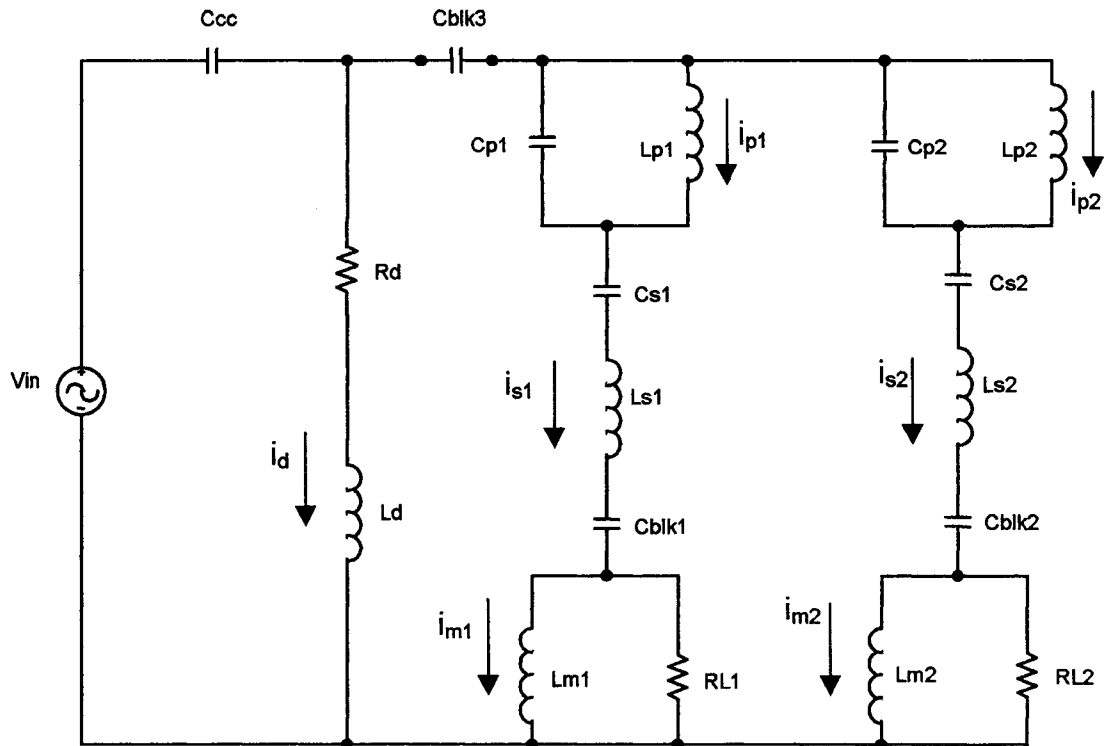 Ccc
Cblk3
Cp1
Lp1
ip1
Cp2
Lp2
ip2
Rd
Cs1
Cs2
Vin
is1
Ls1
is2
Ls2
id
Ld
Cblk1
Cblk2
im1
Lm1
RL1
im2
Lm2
RL2